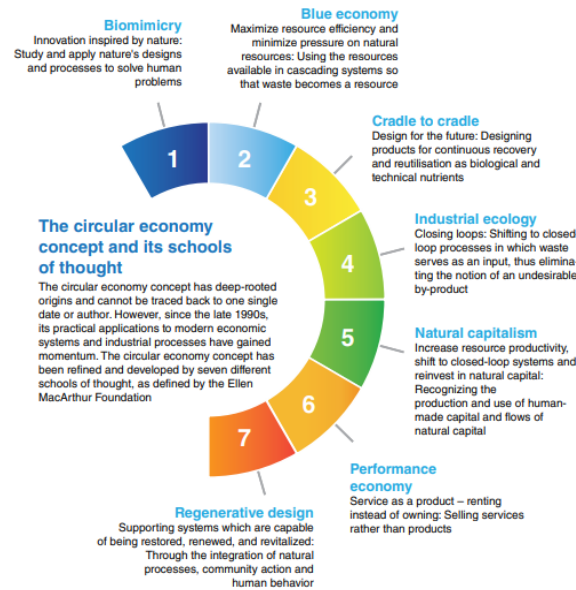 Biomimicry
Innovation inspired by nature:
Study and apply nature's designs
and processes to solve human
problems
Blue economy
Maximize resource efficiency and
minimize pressure on natural
resources: Using the resources
available in cascading systems so
that waste becomes a resource
Cradle to cradle
Design for the future: Designing
products for continuous recovery
and reutilisation as biological and
technical nutrients
Industrial ecology
Closing loops: Shifting to closed
loop processes in which waste
serves as an input, thus elimina-
ting the notion of an undesirable
by-product
Natural capitalism
Increase resource productivity,
shift to closed-loop systems and
reinvest in natural capital:
Recognizing the
production and use of human-
made capital and flows of
natural capital
Performance
economy
Service as a product – renting
instead of owning: Selling services
rather than products
Regenerative design
Supporting systems which are capable
of being restored, renewed, and revitalized:
Through the integration of natural
processes, community action and
human behavior
1
2
3
4
5
6
7
The circular economy
concept and its schools
of thought
The circular economy concept has deep-rooted
origins and cannot be traced back to one single
date or author. However, since the late 1990s,
its practical applications to modern economic
systems and industrial processes have gained
momentum. The circular economy concept has
been refined and developed by seven different
schools of thought, as defined by the Ellen
MacArthur Foundation